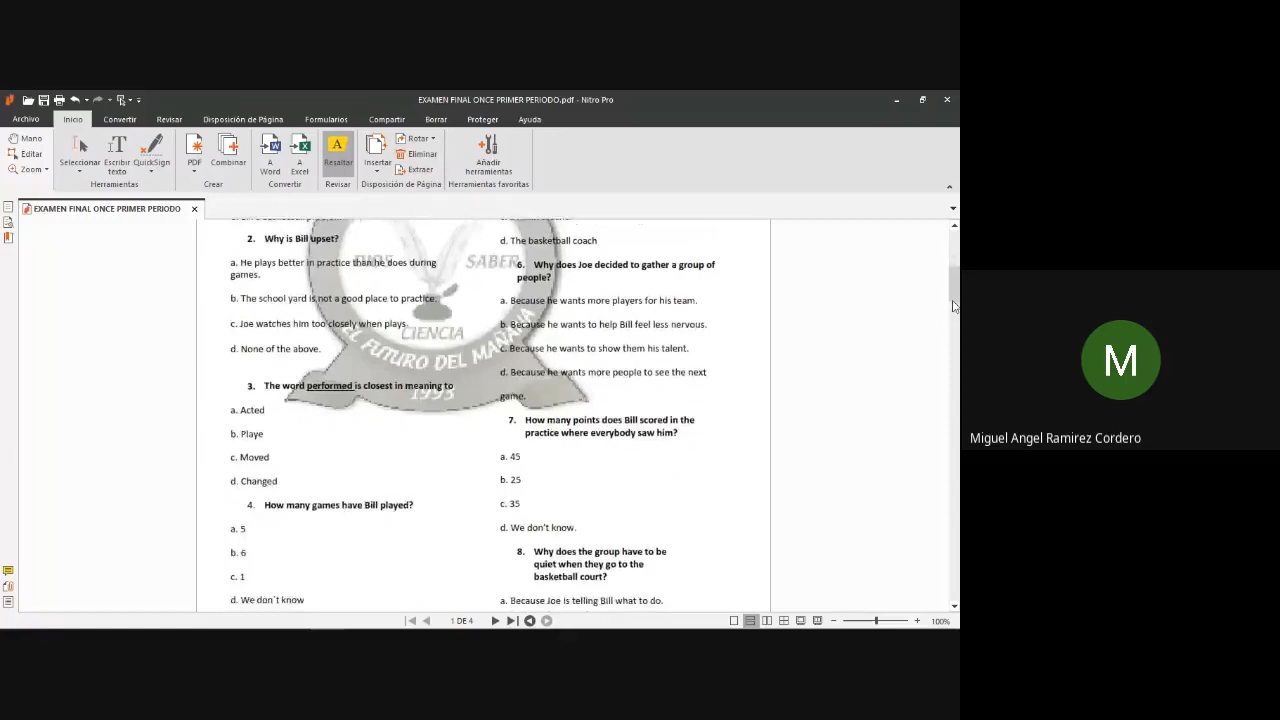 EXAMEN FINAL ONCE PRIMER PERIODO.pdf - Nitro Pro
Archivo Inicio Convertir Revisar Disposición de Página Formularios Compartir Borrar Proteger Ayuda
Mano
Editar
Zoom
Seleccionar
Escribir texto
QuickSign
Herramientas
PDF
Combinar
Crear
A Word
A Excel
Convertir
Resaltar
Revisar
Insertar
Rotar
Eliminar
Extraer
Disposición de Página
Añadir herramientas
Herramientas favoritas
EXAMEN FINAL ONCE PRIMER PERIODO
2. Why is Bill upset?
a. He plays better in practice than he does during
games.
b. The school yard is not a good place to practice.
c. Joe watches him too closely when plays.
d. None of the above.
3. The word performed is closest in meaning to
a. Acted
b. Playe
c. Moved
d. Changed
4. How many games have Bill played?
a. 5
b. 6
c. 1
d. We don´t know
d. The basketball coach
6. Why does Joe decided to gather a group of
people?
a. Because he wants more players for his team.
b. Because he wants to help Bill feel less nervous.
c. Because he wants to show them his talent.
d. Because he wants more people to see the next
game.
7. How many points does Bill scored in the
practice where everybody saw him?
a. 45
b. 25
c. 35
d. We don't know.
8. Why does the group have to be
quiet when they go to the
basketball court?
a. Because Joe is telling Bill what to do.
DIOS SABER
CIENCIA
EL FUTURO DEL MAÑANA
1993
1 DE 4
100%
M
Miguel Angel Ramirez Cordero